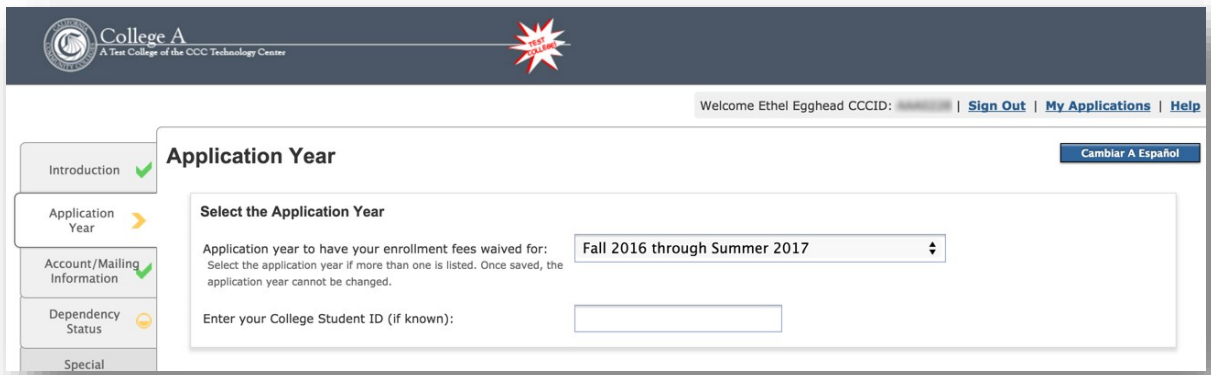 College A
A Test College of the CCC Technology Center
TEST
COLLEGE!
Welcome Ethel Egghead CCCID: | Sign Out | My Applications | Help
Introduction
Application Year
Cambiar A Español
Application
Year
Select the Application Year
Application year to have your enrollment fees waived for:
Fall 2016 through Summer 2017
Select the application year if more than one is listed. Once saved, the
application year cannot be changed.
Account/Mailing
Information
Enter your College Student ID (if known):
Dependency
Status
Special